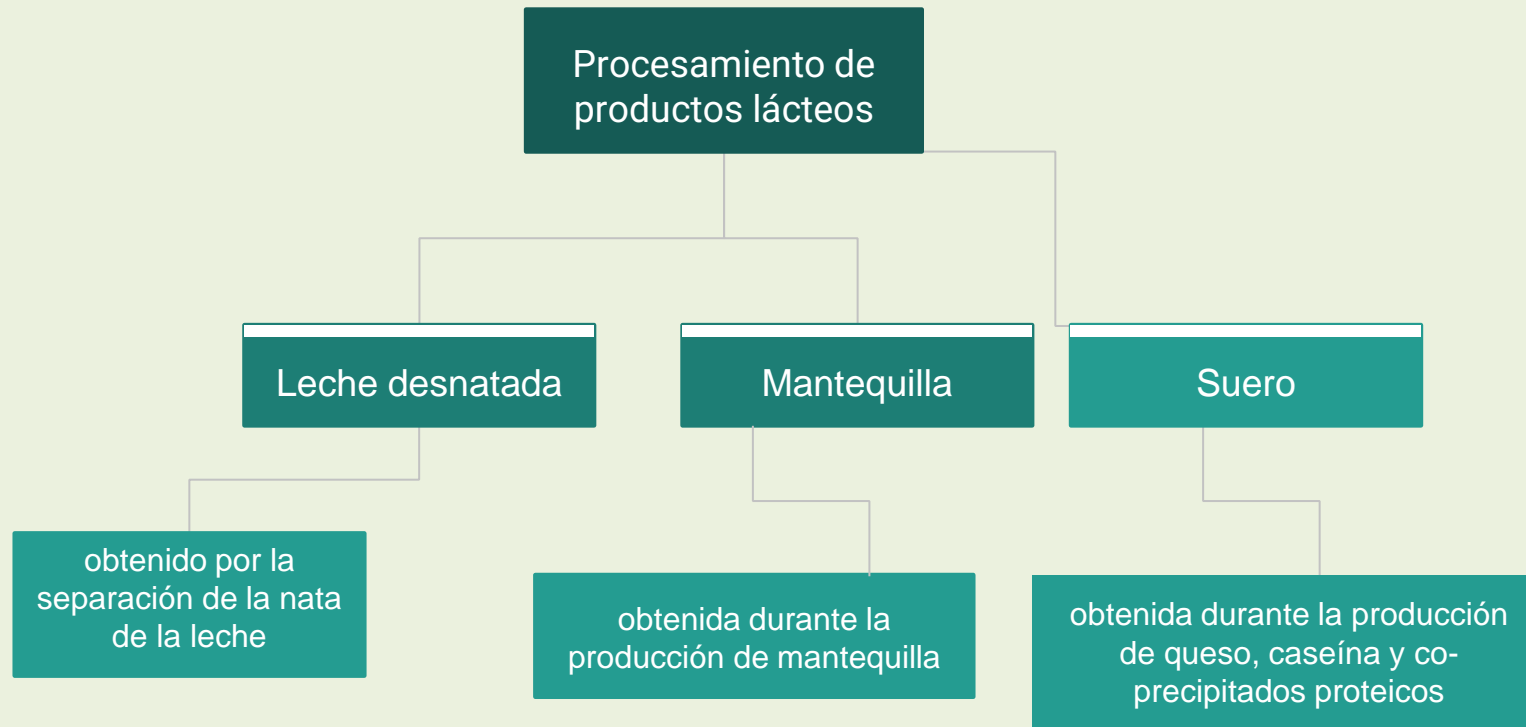 Procesamiento de
productos lácteos
Leche desnatada
Mantequilla
Suero
obtenido por la
separación de la nata
de la leche
obtenida durante la
producción de mantequilla
obtenida durante la producción
de queso, caseína y co-
precipitados proteicos